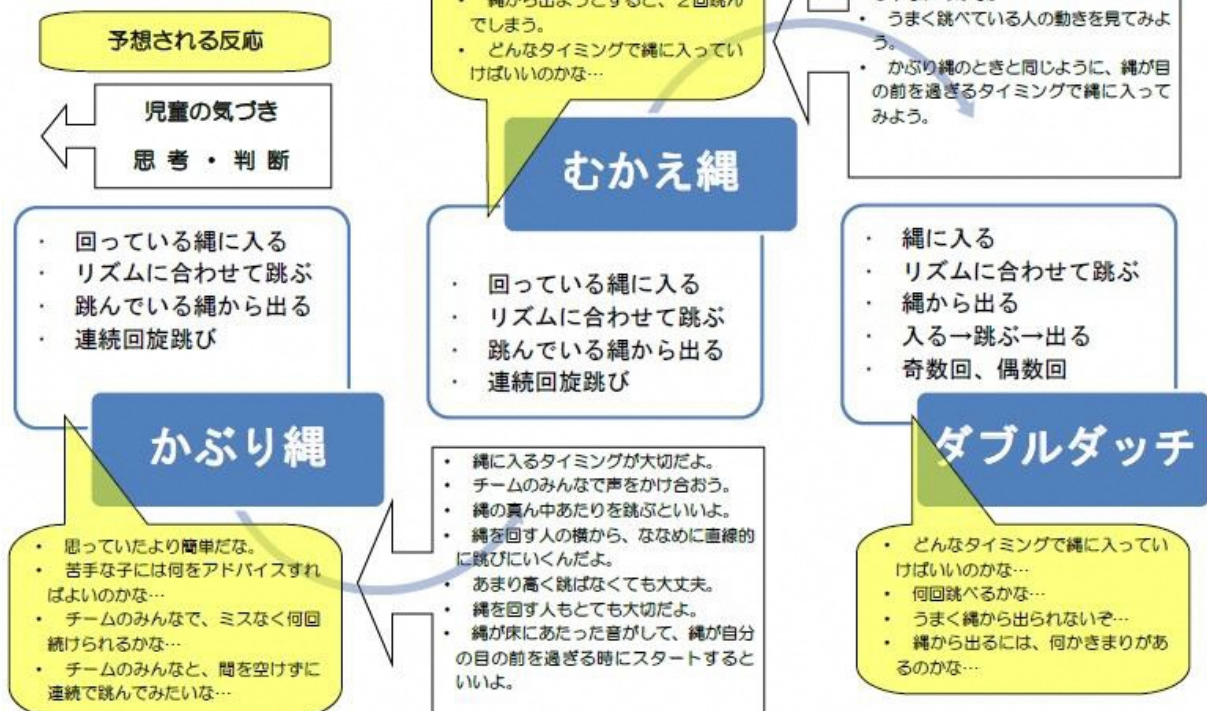 予想される反応
児童の気づき
思考・判断
・ 縄から出ようとすると、2回跳ん
でしまう。
・ どんなタイミングで縄に入ってい
けばいいのかな…
・ うまく跳べている人の動きを見てみよ
う。
・ かぶり縄のときと同じように、縄が目
の前を過ぎるタイミングで縄に入って
みよう。
・ 回っている縄に入る
・ リズムに合わせて跳ぶ
・ 跳んでいる縄から出る
・ 連続回旋跳び
かぶり縄
・ 思っていたより簡単だな。
・ 苦手な子には何をアドバイスすれ
ばよいのかな…
・ チームのみんなで、ミスなく何回
続けられるかな…
・ チームのみんなと、間を空けずに
連続で跳んでみたいな…
むかえ縄
・ 回っている縄に入る
・ リズムに合わせて跳ぶ
・ 跳んでいる縄から出る
・ 連続回旋跳び
・ 縄に入るタイミングが大切だよ。
・ チームのみんなで声をかけ合おう。
・ 縄の真ん中あたりを跳ぶといいよ。
・ 縄を回す人の横から、ななめに直線的
に跳びにいくんだよ。
・ あまり高く跳ばなくても大丈夫。
・ 縄を回す人もとても大切だよ。
・ 縄が床にあたった音がして、縄が自分
の目の前を過ぎる時にスタートすると
いいよ。
・ 縄に入る
・ リズムに合わせて跳ぶ
・ 縄から出る
・ 入る→跳ぶ→出る
・ 奇数回、偶数回
ダブルダッチ
・ どんなタイミングで縄に入ってい
けばいいのかな…
・ 何回跳べるかな…
・ うまく縄から出られないぞ…
・ 縄から出るには、何かきまりがあ
るのかな…